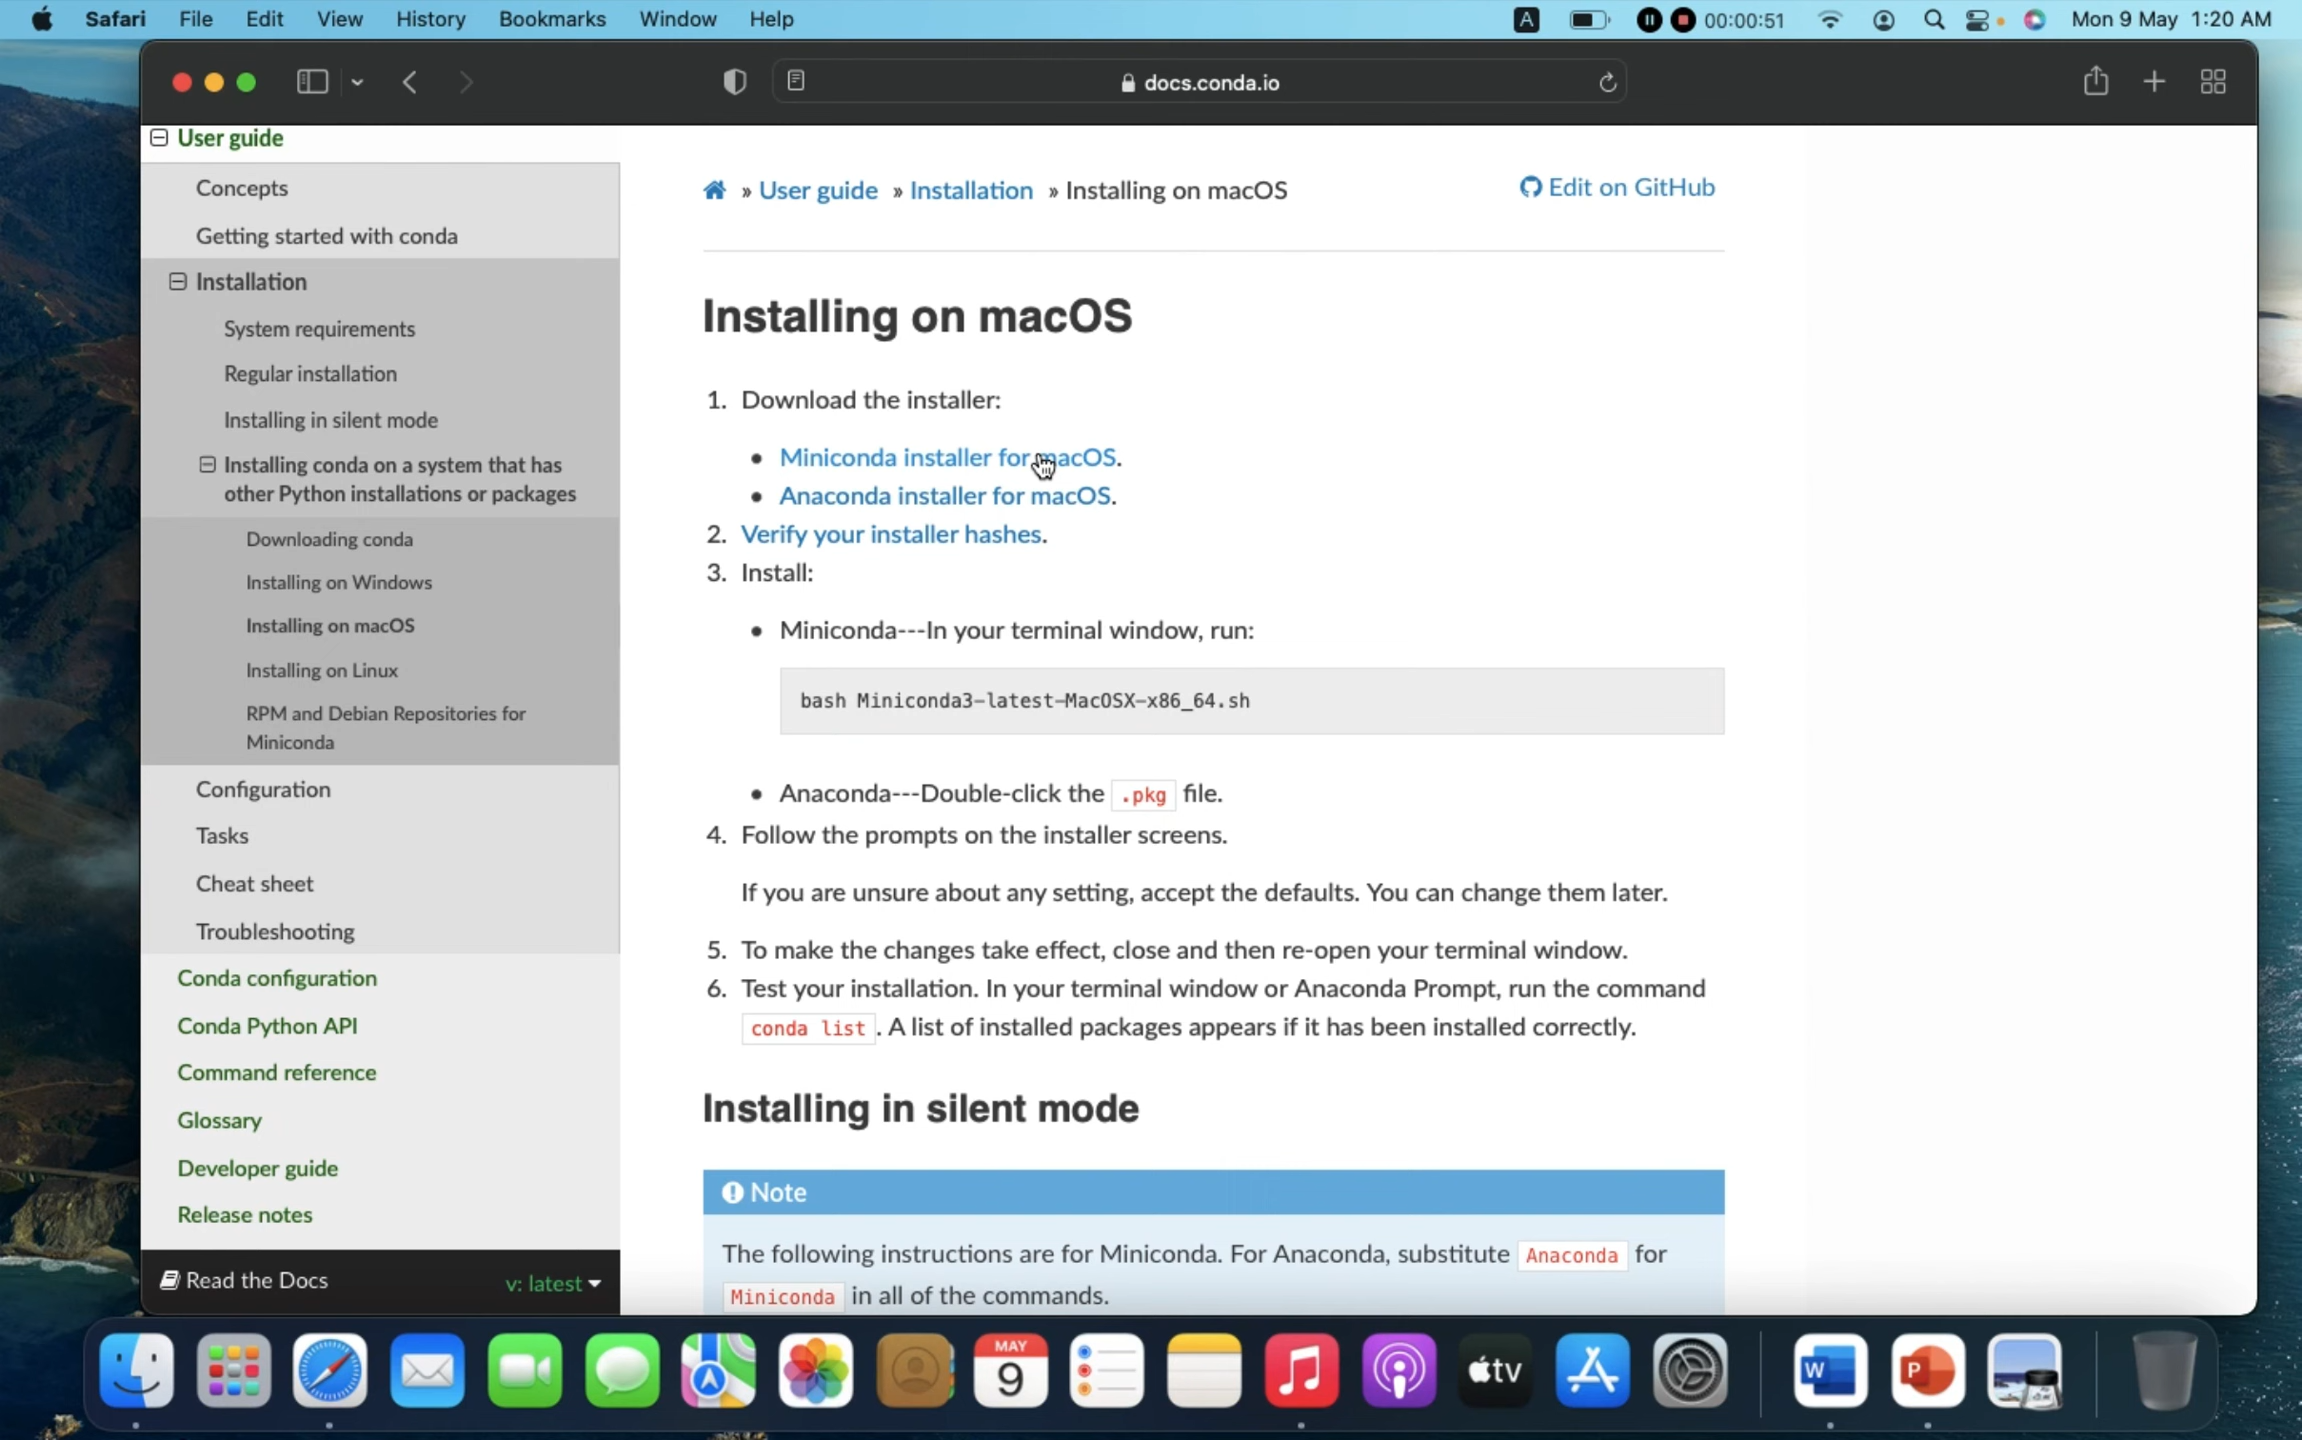 Safari File Edit View History Bookmarks Window Help A 00:00:51 Mon 9 May 1:20 AM
docs.conda.io
User guide
Concepts
Getting started with conda
Installation
System requirements
Regular installation
Installing in silent mode
Installing conda on a system that has
other Python installations or packages
Downloading conda
Installing on Windows
Installing on macOS
Installing on Linux
RPM and Debian Repositories for
Miniconda
Configuration
Tasks
Cheat sheet
Troubleshooting
Conda configuration
Conda Python API
Command reference
Glossary
Developer guide
Release notes
Read the Docs v: latest
» User guide » Installation » Installing on macOS Edit on GitHub
Installing on macOS
1. Download the installer:
• Miniconda installer for macOS.
• Anaconda installer for macOS.
2. Verify your installer hashes.
3. Install:
• Miniconda---In your terminal window, run:
bash Miniconda3-latest-MacOSX-x86_64.sh
• Anaconda---Double-click the .pkg file.
4. Follow the prompts on the installer screens.
If you are unsure about any setting, accept the defaults. You can change them later.
5. To make the changes take effect, close and then re-open your terminal window.
6. Test your installation. In your terminal window or Anaconda Prompt, run the command
conda list . A list of installed packages appears if it has been installed correctly.
Installing in silent mode
Note
The following instructions are for Miniconda. For Anaconda, substitute Anaconda for
Miniconda in all of the commands.
MAY
9
tv
W
P